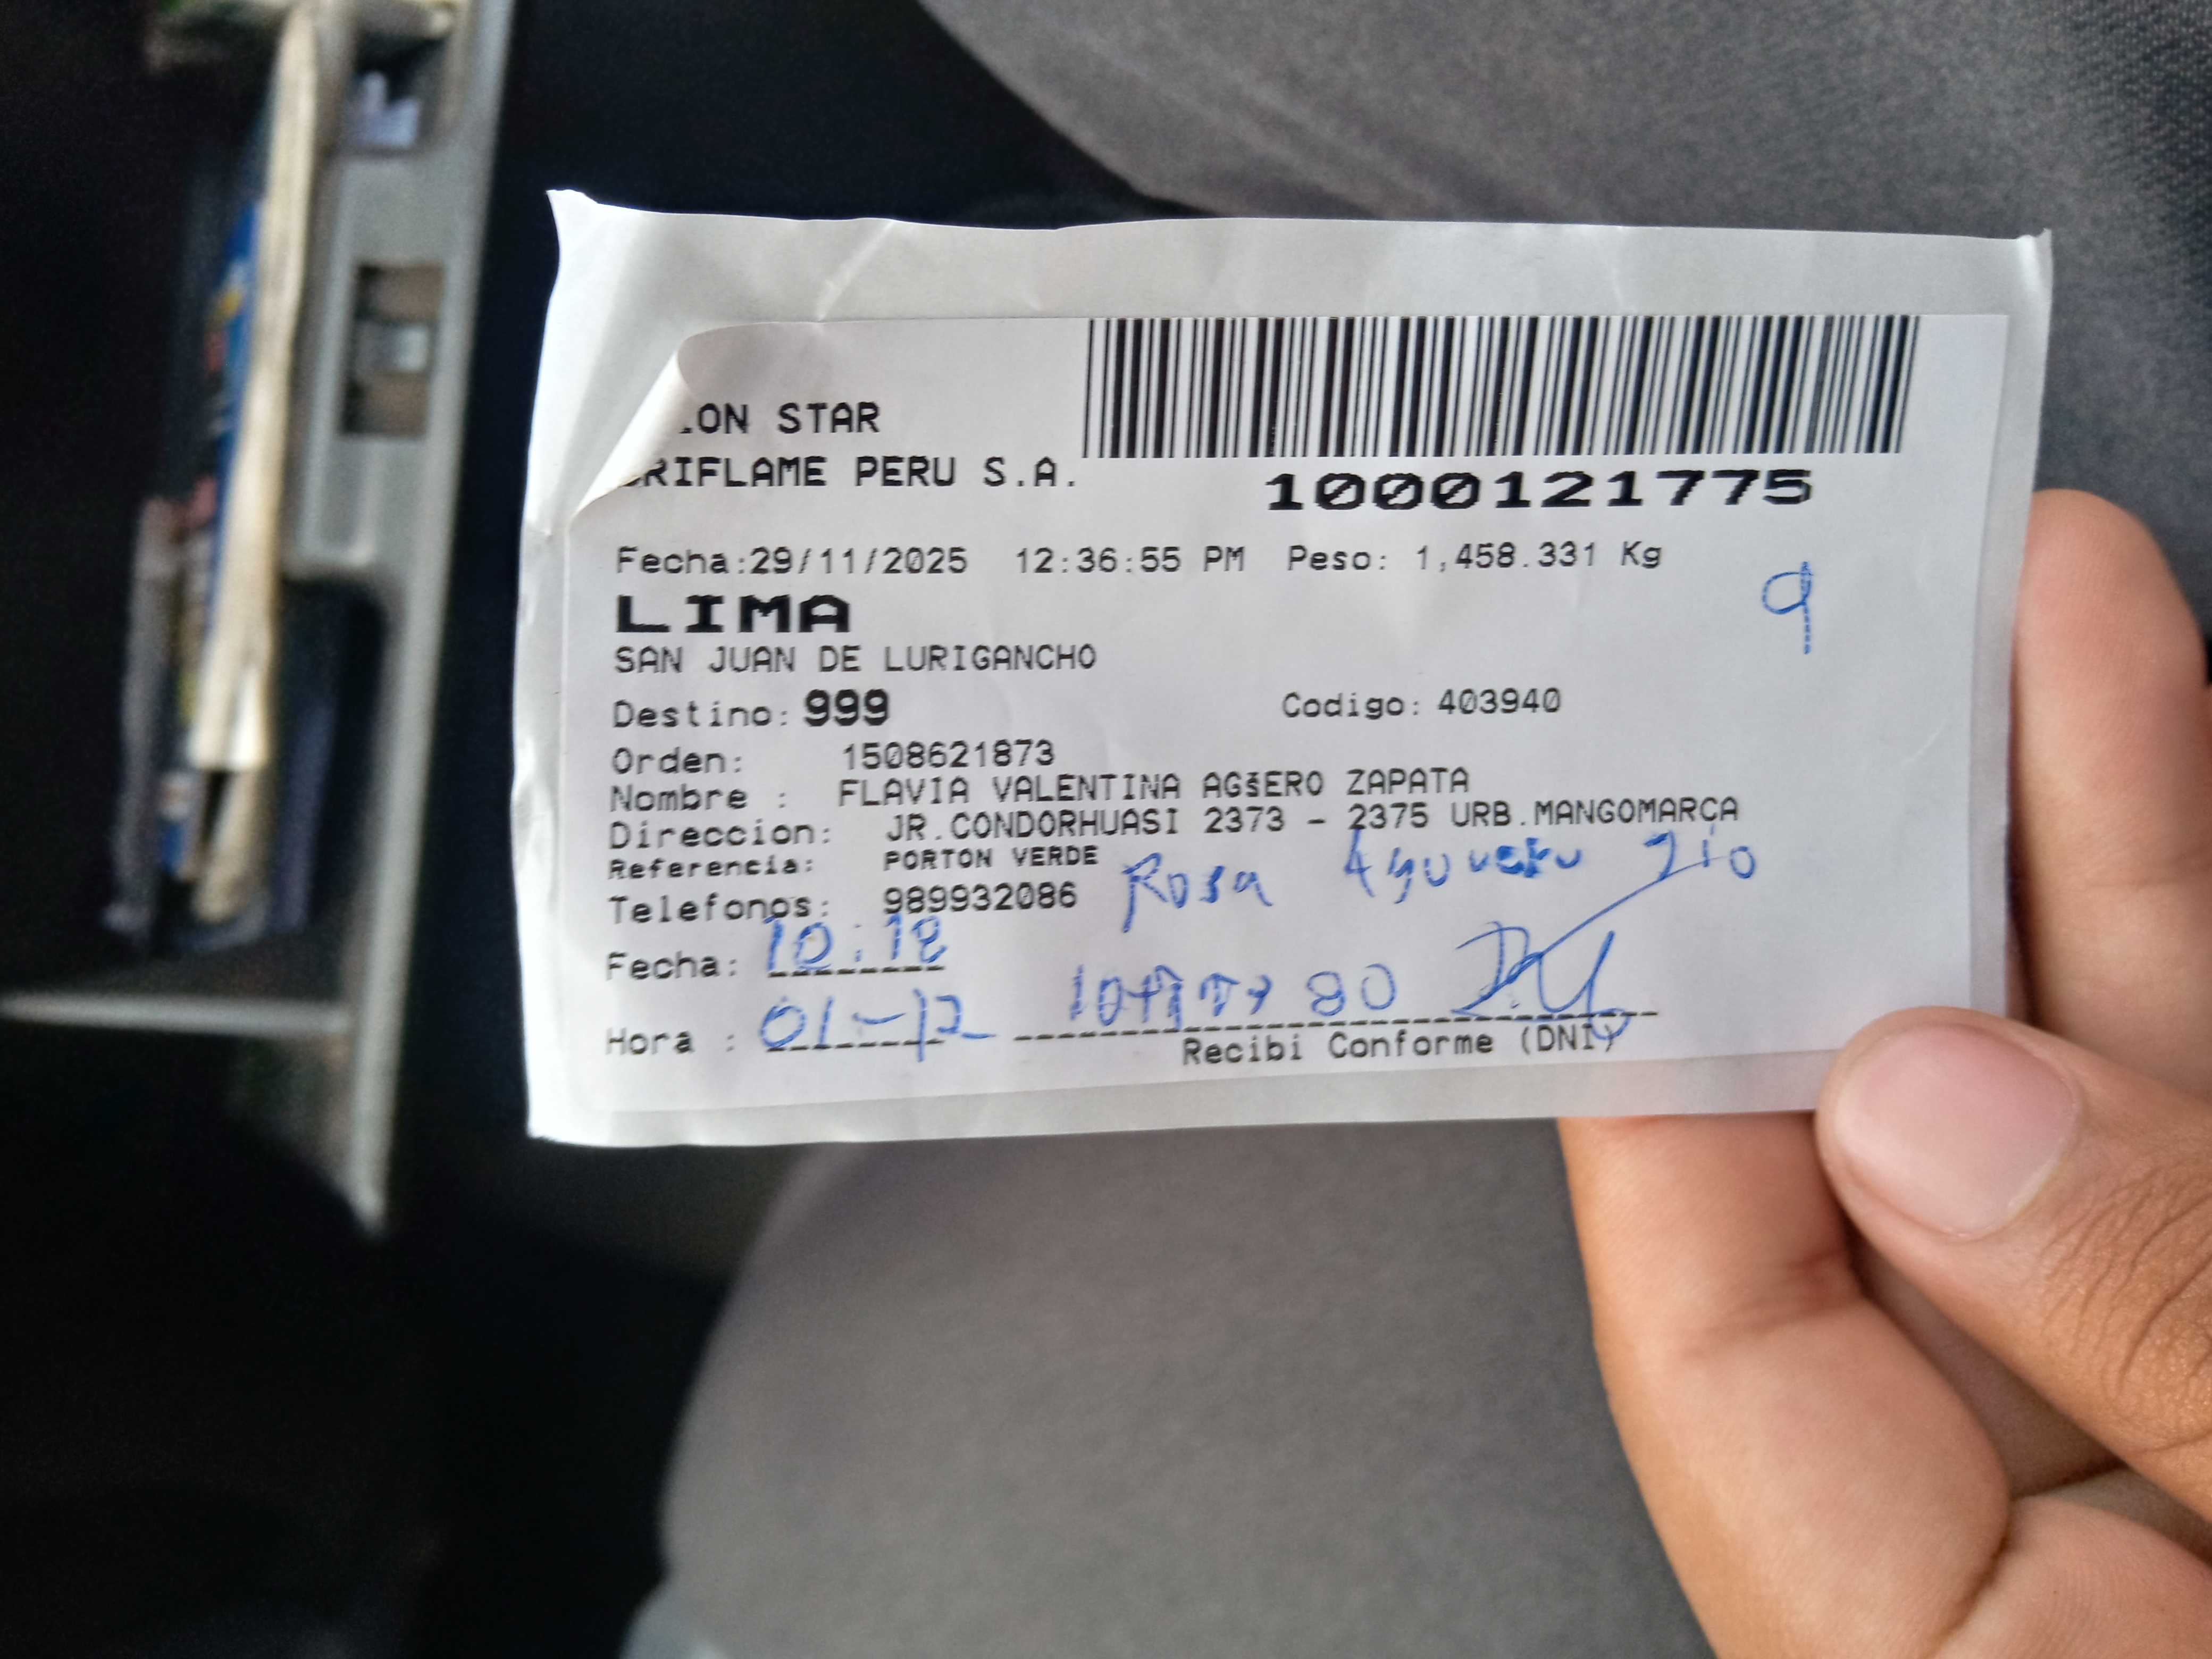 ON STAR
RIFLAME PERU S.A.
1000121775
Fecha:29/11/2025 12:36:55 PM Peso: 1,458.331 Kg
9
LIMA
SAN JUAN DE LURIGANCHO
Destino: 999 Codigo: 403940
Orden: 1508621873
Nombre : FLAVIA VALENTINA AGšERO ZAPATA
Direccion: JR.CONDORHUASI 2373 - 2375 URB.MANGOMARCA
Referencia: PORTON VERDE
Telefonos: 989932086 Rosa
Fecha: 10:18
Hora : 01-12
Recibi Conforme (DNI)